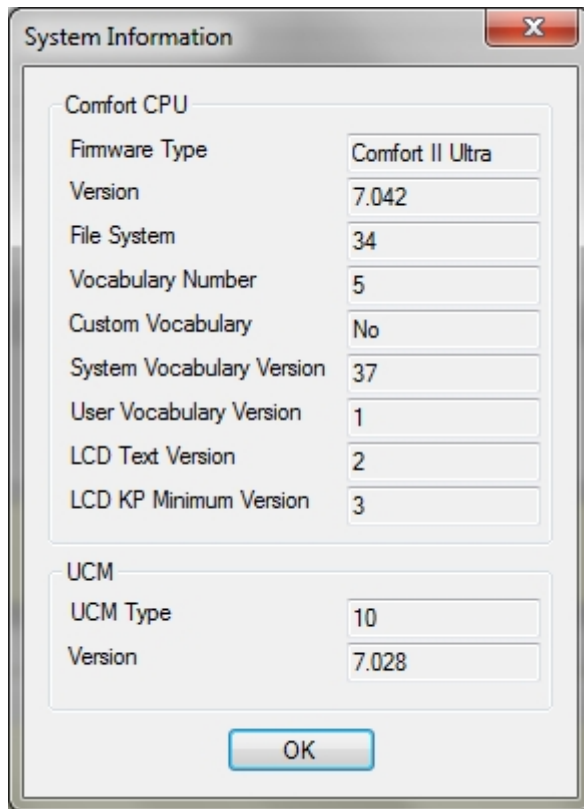 System Information
Comfort CPU
Firmware Type Comfort II Ultra
Version 7.042
File System 34
Vocabulary Number 5
Custom Vocabulary No
System Vocabulary Version 37
User Vocabulary Version 1
LCD Text Version 2
LCD KP Minimum Version 3
UCM
UCM Type 10
Version 7.028
OK